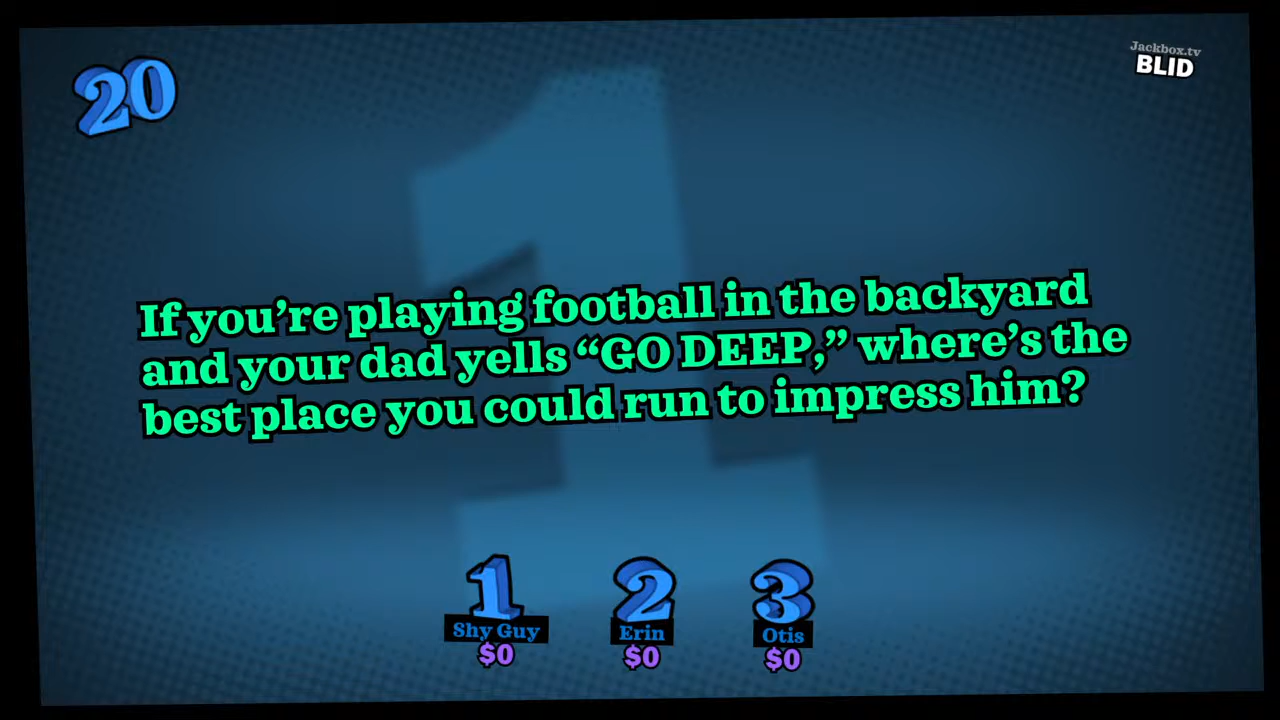 20
Jackbox.tv
BLID
If you're playing football in the backyard
and your dad yells “GO DEEP,” where's the
best place you could run to impress him?
1
1 2 3
Shy Guy Erin Otis
$0 $0 $0